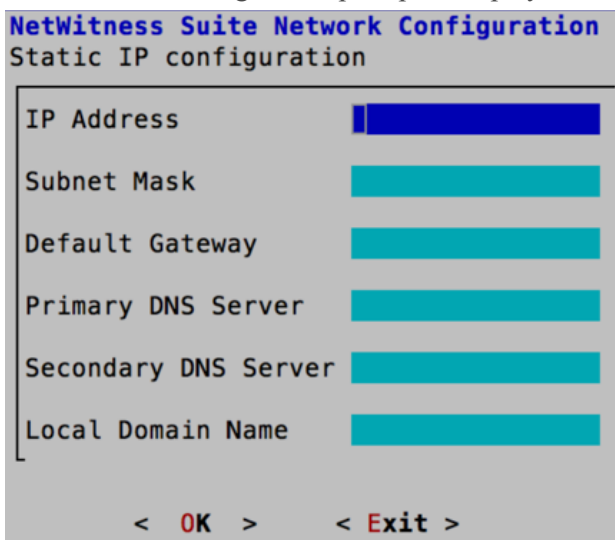 NetWitness Suite Network Configuration
Static IP configuration
IP Address
Subnet Mask
Default Gateway
Primary DNS Server
Secondary DNS Server
Local Domain Name
< OK > < Exit >